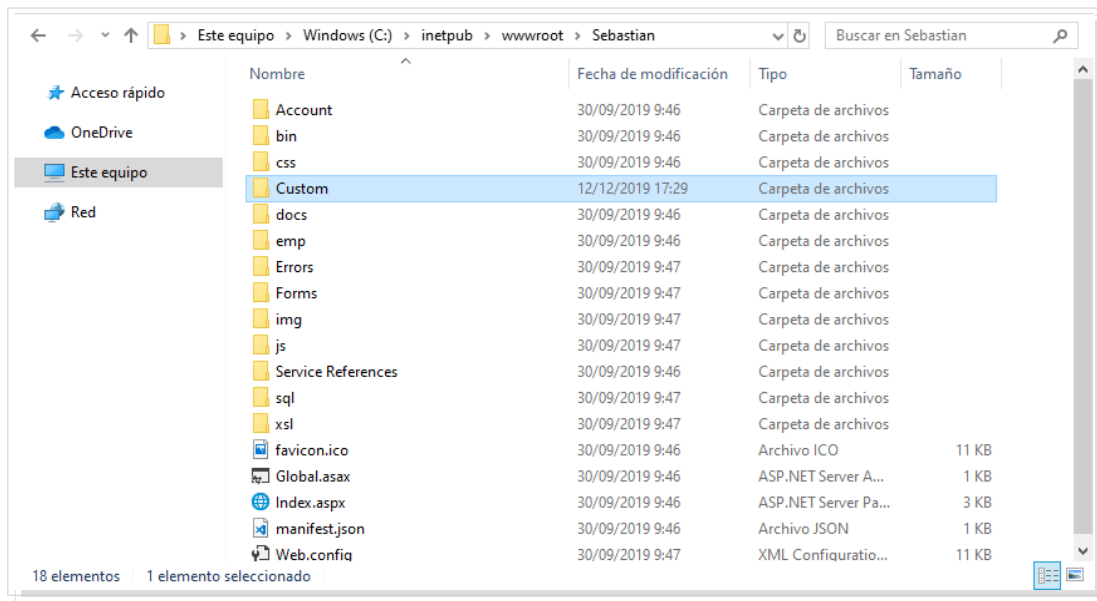 Este equipo > Windows (C:) > inetpub > wwwroot > Sebastian
Buscar en Sebastian
Acceso rápido
OneDrive
Este equipo
Red
Nombre Fecha de modificación Tipo Tamaño
Account 30/09/2019 9:46 Carpeta de archivos
bin 30/09/2019 9:46 Carpeta de archivos
css 30/09/2019 9:46 Carpeta de archivos
Custom 12/12/2019 17:29 Carpeta de archivos
docs 30/09/2019 9:46 Carpeta de archivos
emp 30/09/2019 9:46 Carpeta de archivos
Errors 30/09/2019 9:47 Carpeta de archivos
Forms 30/09/2019 9:47 Carpeta de archivos
img 30/09/2019 9:47 Carpeta de archivos
js 30/09/2019 9:47 Carpeta de archivos
Service References 30/09/2019 9:47 Carpeta de archivos
sql 30/09/2019 9:47 Carpeta de archivos
xsl 30/09/2019 9:47 Carpeta de archivos
favicon.ico 30/09/2019 9:46 Archivo ICO 11 KB
Global.asax 30/09/2019 9:46 ASP.NET Server A... 1 KB
Index.aspx 30/09/2019 9:46 ASP.NET Server Pa... 3 KB
manifest.json 30/09/2019 9:46 Archivo JSON 1 KB
Web.config 30/09/2019 9:47 XML Configuratio... 11 KB
18 elementos 1 elemento seleccionado